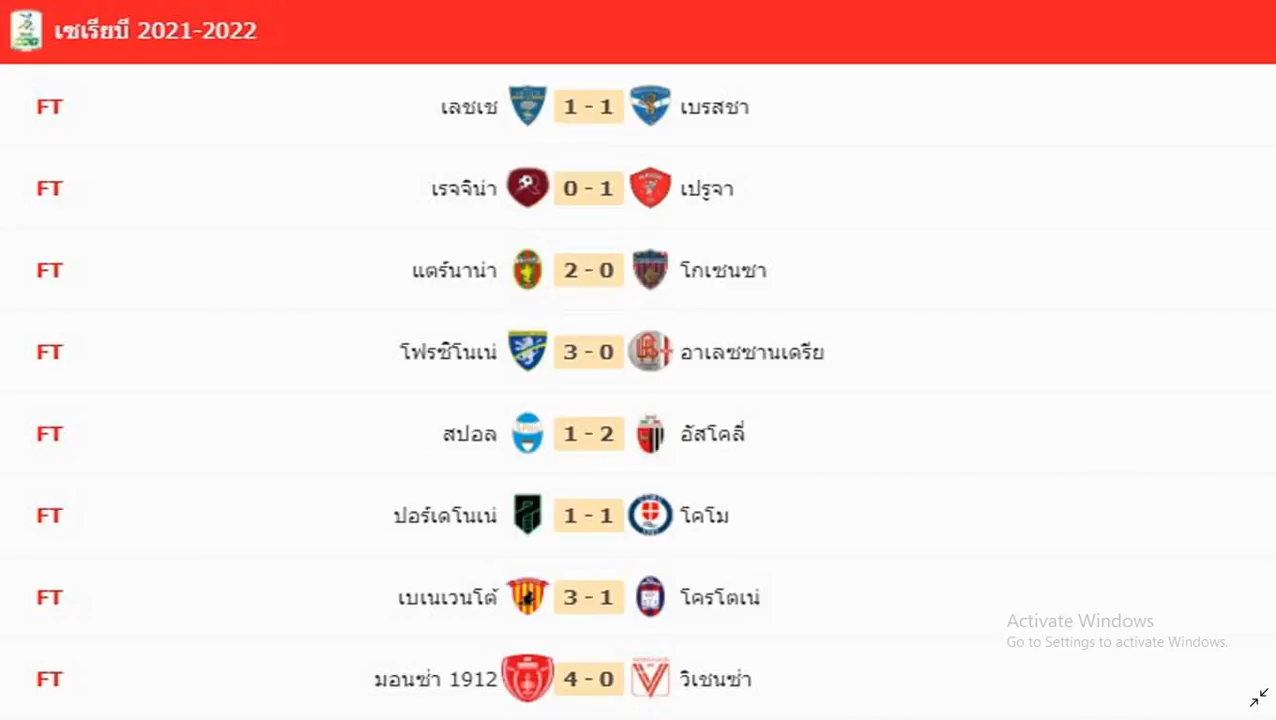 เซเรียบี 2021-2022
FT เลชเช 1 - 1 เบรสชา
FT เรจจิน่า 0 - 1 เปรูจา
FT แตร์นาน่า 2 - 0 โกเซนซา
FT โฟรซิโนเน่ 3 - 0 อาเลซซานเดรีย
FT สปอล 1 - 2 อัสโคลี่
FT ปอร์เดโนเน่ 1 - 1 โคโม
FT เบเนเวนโต้ 3 - 1 โครโตเน่
FT มอนซ่า 1912 4 - 0 วิเชนซ่า
Activate Windows
Go to Settings to activate Windows.